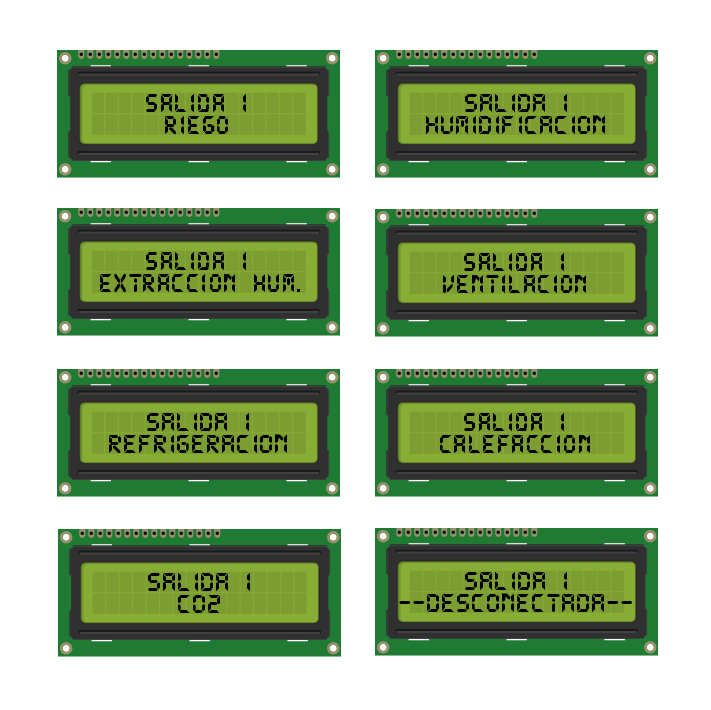 SALIDA 1
RIEGO
SALIDA 1
HUMIDIFICACION
SALIDA 1
EXTRACCION HUM.
SALIDA 1
VENTILACION
SALIDA 1
REFRIGERACION
SALIDA 1
CALEFACCION
SALIDA 1
CO2
SALIDA 1
--DESCONECTADA--